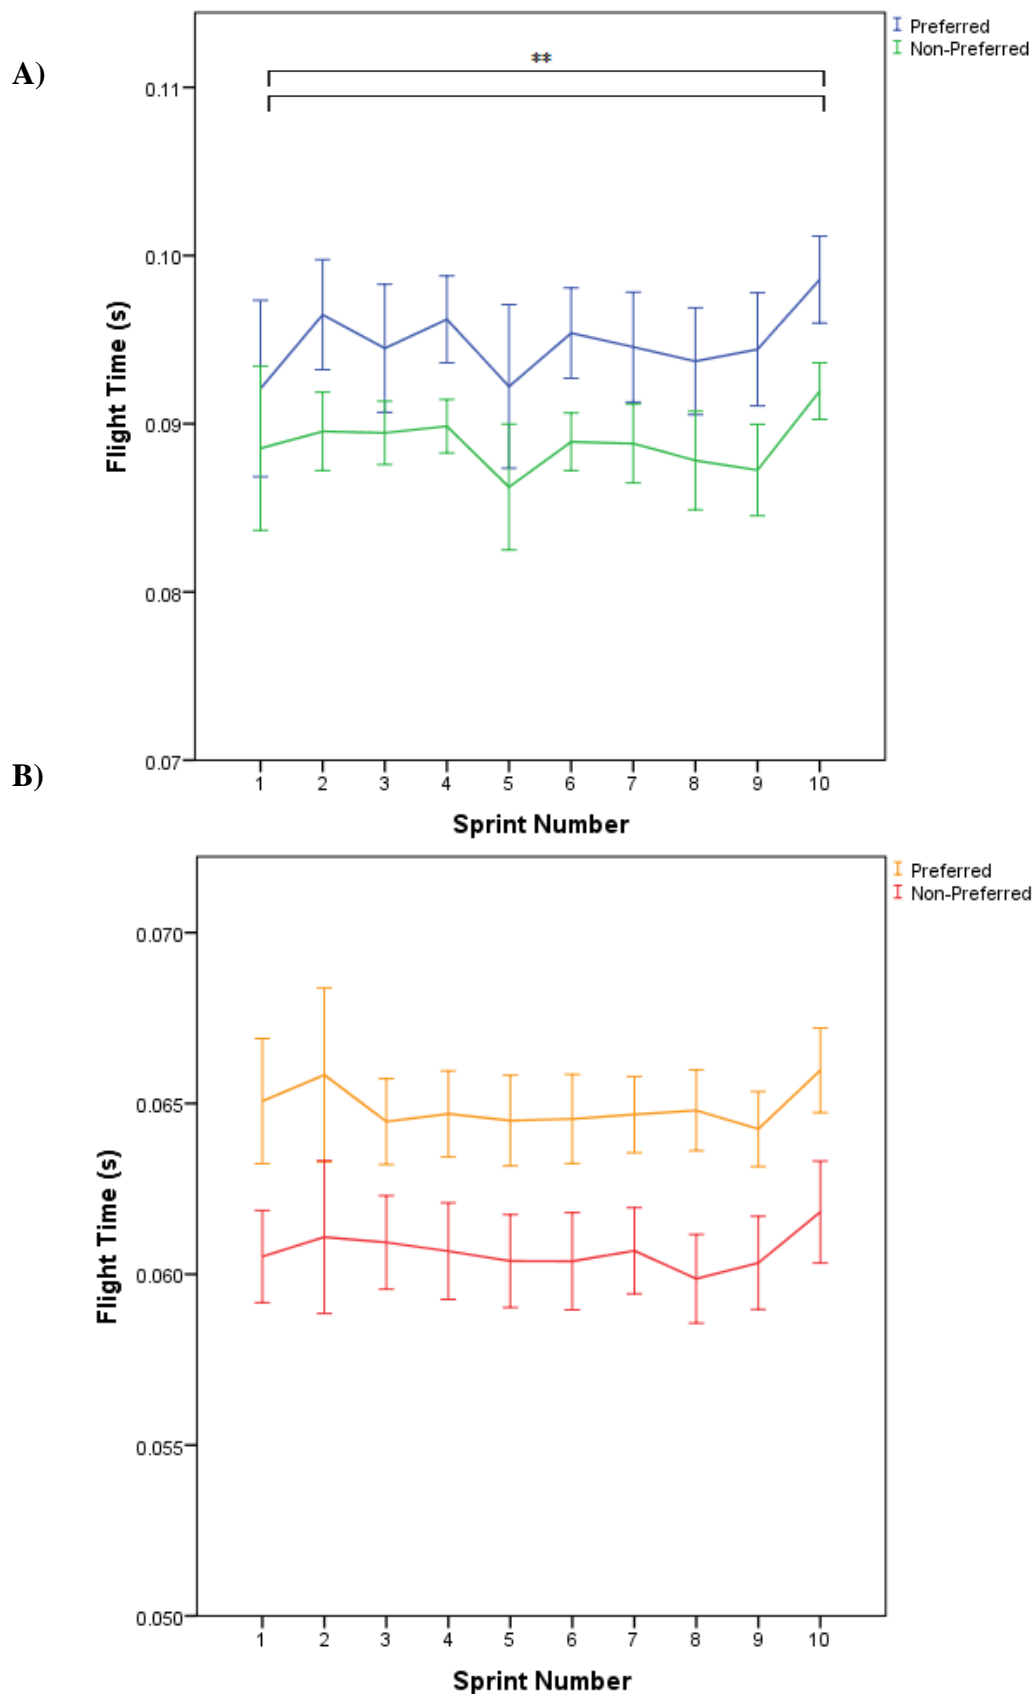 A)
Preferred
Non-Preferred
**
0.11
0.10
0.09
0.08
0.07
Flight Time (s)
1 2 3 4 5 6 7 8 9 10
Sprint Number
B)
Preferred
Non-Preferred
0.070
0.065
0.060
0.055
0.050
Flight Time (s)
1 2 3 4 5 6 7 8 9 10
Sprint Number